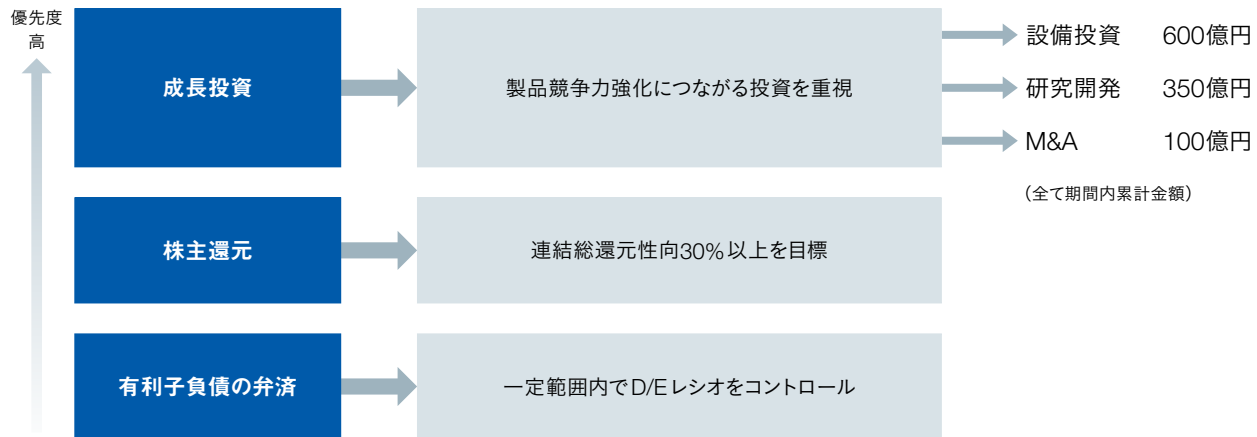 優先度
高
成長投資
製品競争力強化につながる投資を重視
設備投資 600億円
研究開発 350億円
M&A 100億円
(全て期間内累計金額)
株主還元
連結総還元性向30%以上を目標
有利子負債の弁済
一定範囲内でD/Eレシオをコントロール